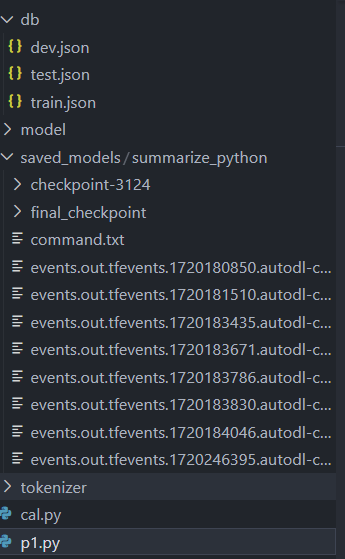 db
dev.json
test.json
train.json
model
saved_models/summarize_python
checkpoint-3124
final_checkpoint
command.txt
events.out.tfevents.1720180850.autodl-c...
events.out.tfevents.1720181510.autodl-c...
events.out.tfevents.1720183435.autodl-c...
events.out.tfevents.1720183671.autodl-c...
events.out.tfevents.1720183786.autodl-c...
events.out.tfevents.1720183830.autodl-c...
events.out.tfevents.1720184046.autodl-c...
events.out.tfevents.1720246395.autodl-c...
tokenizer
cal.py
p1.py